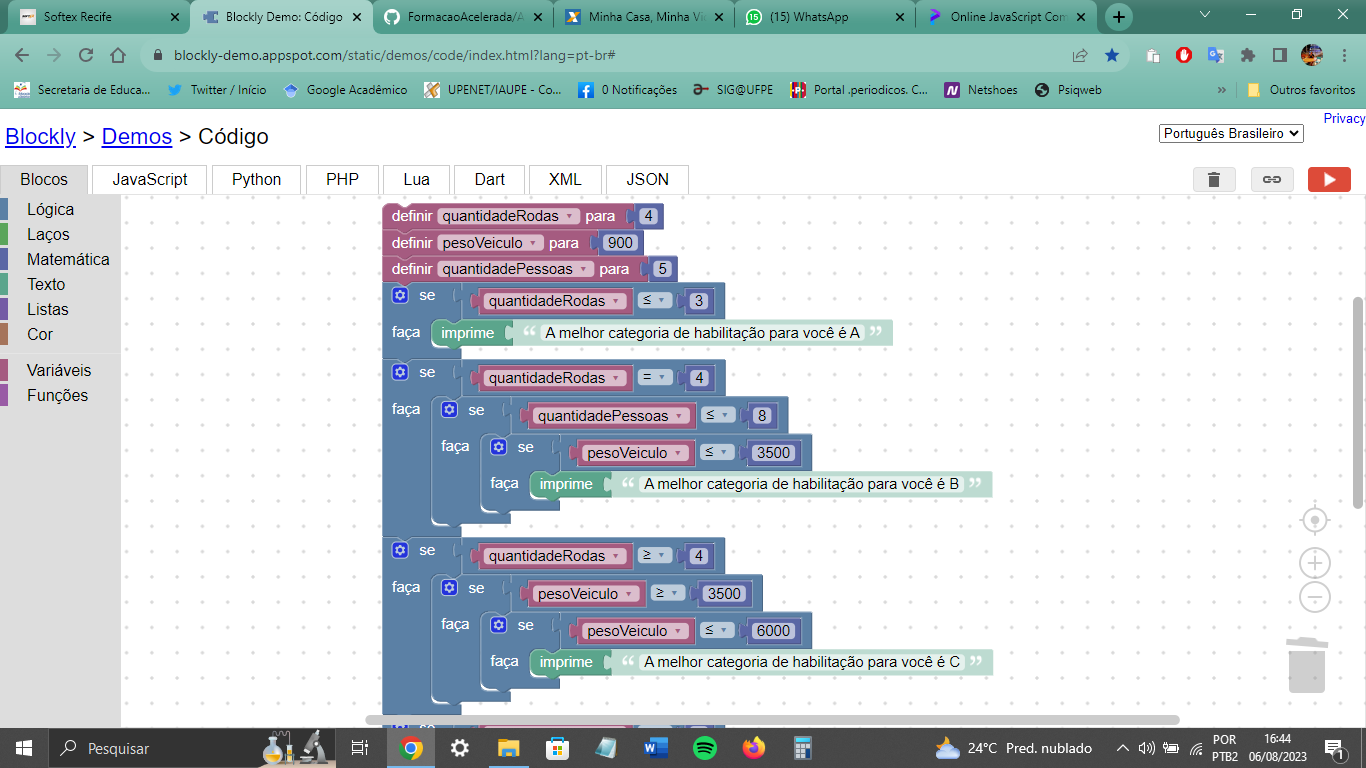 Softex Recife
Blockly Demo: Código
FormacaoAcelerada/A
Minha Casa, Minha Vi
(15) WhatsApp
Online JavaScript Com
blockly-demo.appspot.com/static/demos/code/index.html?lang=pt-br#
Secretaria de Educa...
Twitter / Início
Google Acadêmico
UPENET/IAUPE - Co...
0 Notificações
SIG@UFPE
Portal .periodicos. C...
Netshoes
Psiqweb
»
Outros favoritos
Privacy
Blockly > Demos > Código
Português Brasileiro
Blocos
JavaScript
Python
PHP
Lua
Dart
XML
JSON
Lógica
Laços
Matemática
Texto
Listas
Cor
Variáveis
Funções
definir quantidadeRodas para 4
definir pesoVeiculo para 900
definir quantidadePessoas para 5
se quantidadeRodas ≤ 3
faça imprime “ A melhor categoria de habilitação para você é A ”
se quantidadeRodas = 4
faça se quantidadePessoas ≤ 8
faça se pesoVeiculo ≤ 3500
faça imprime “ A melhor categoria de habilitação para você é B ”
se quantidadeRodas ≥ 4
faça se pesoVeiculo ≥ 3500
faça se pesoVeiculo ≤ 6000
faça imprime “ A melhor categoria de habilitação para você é C ”
se
Pesquisar
24°C Pred. nublado
POR
PTB2
16:44
06/08/2023
1